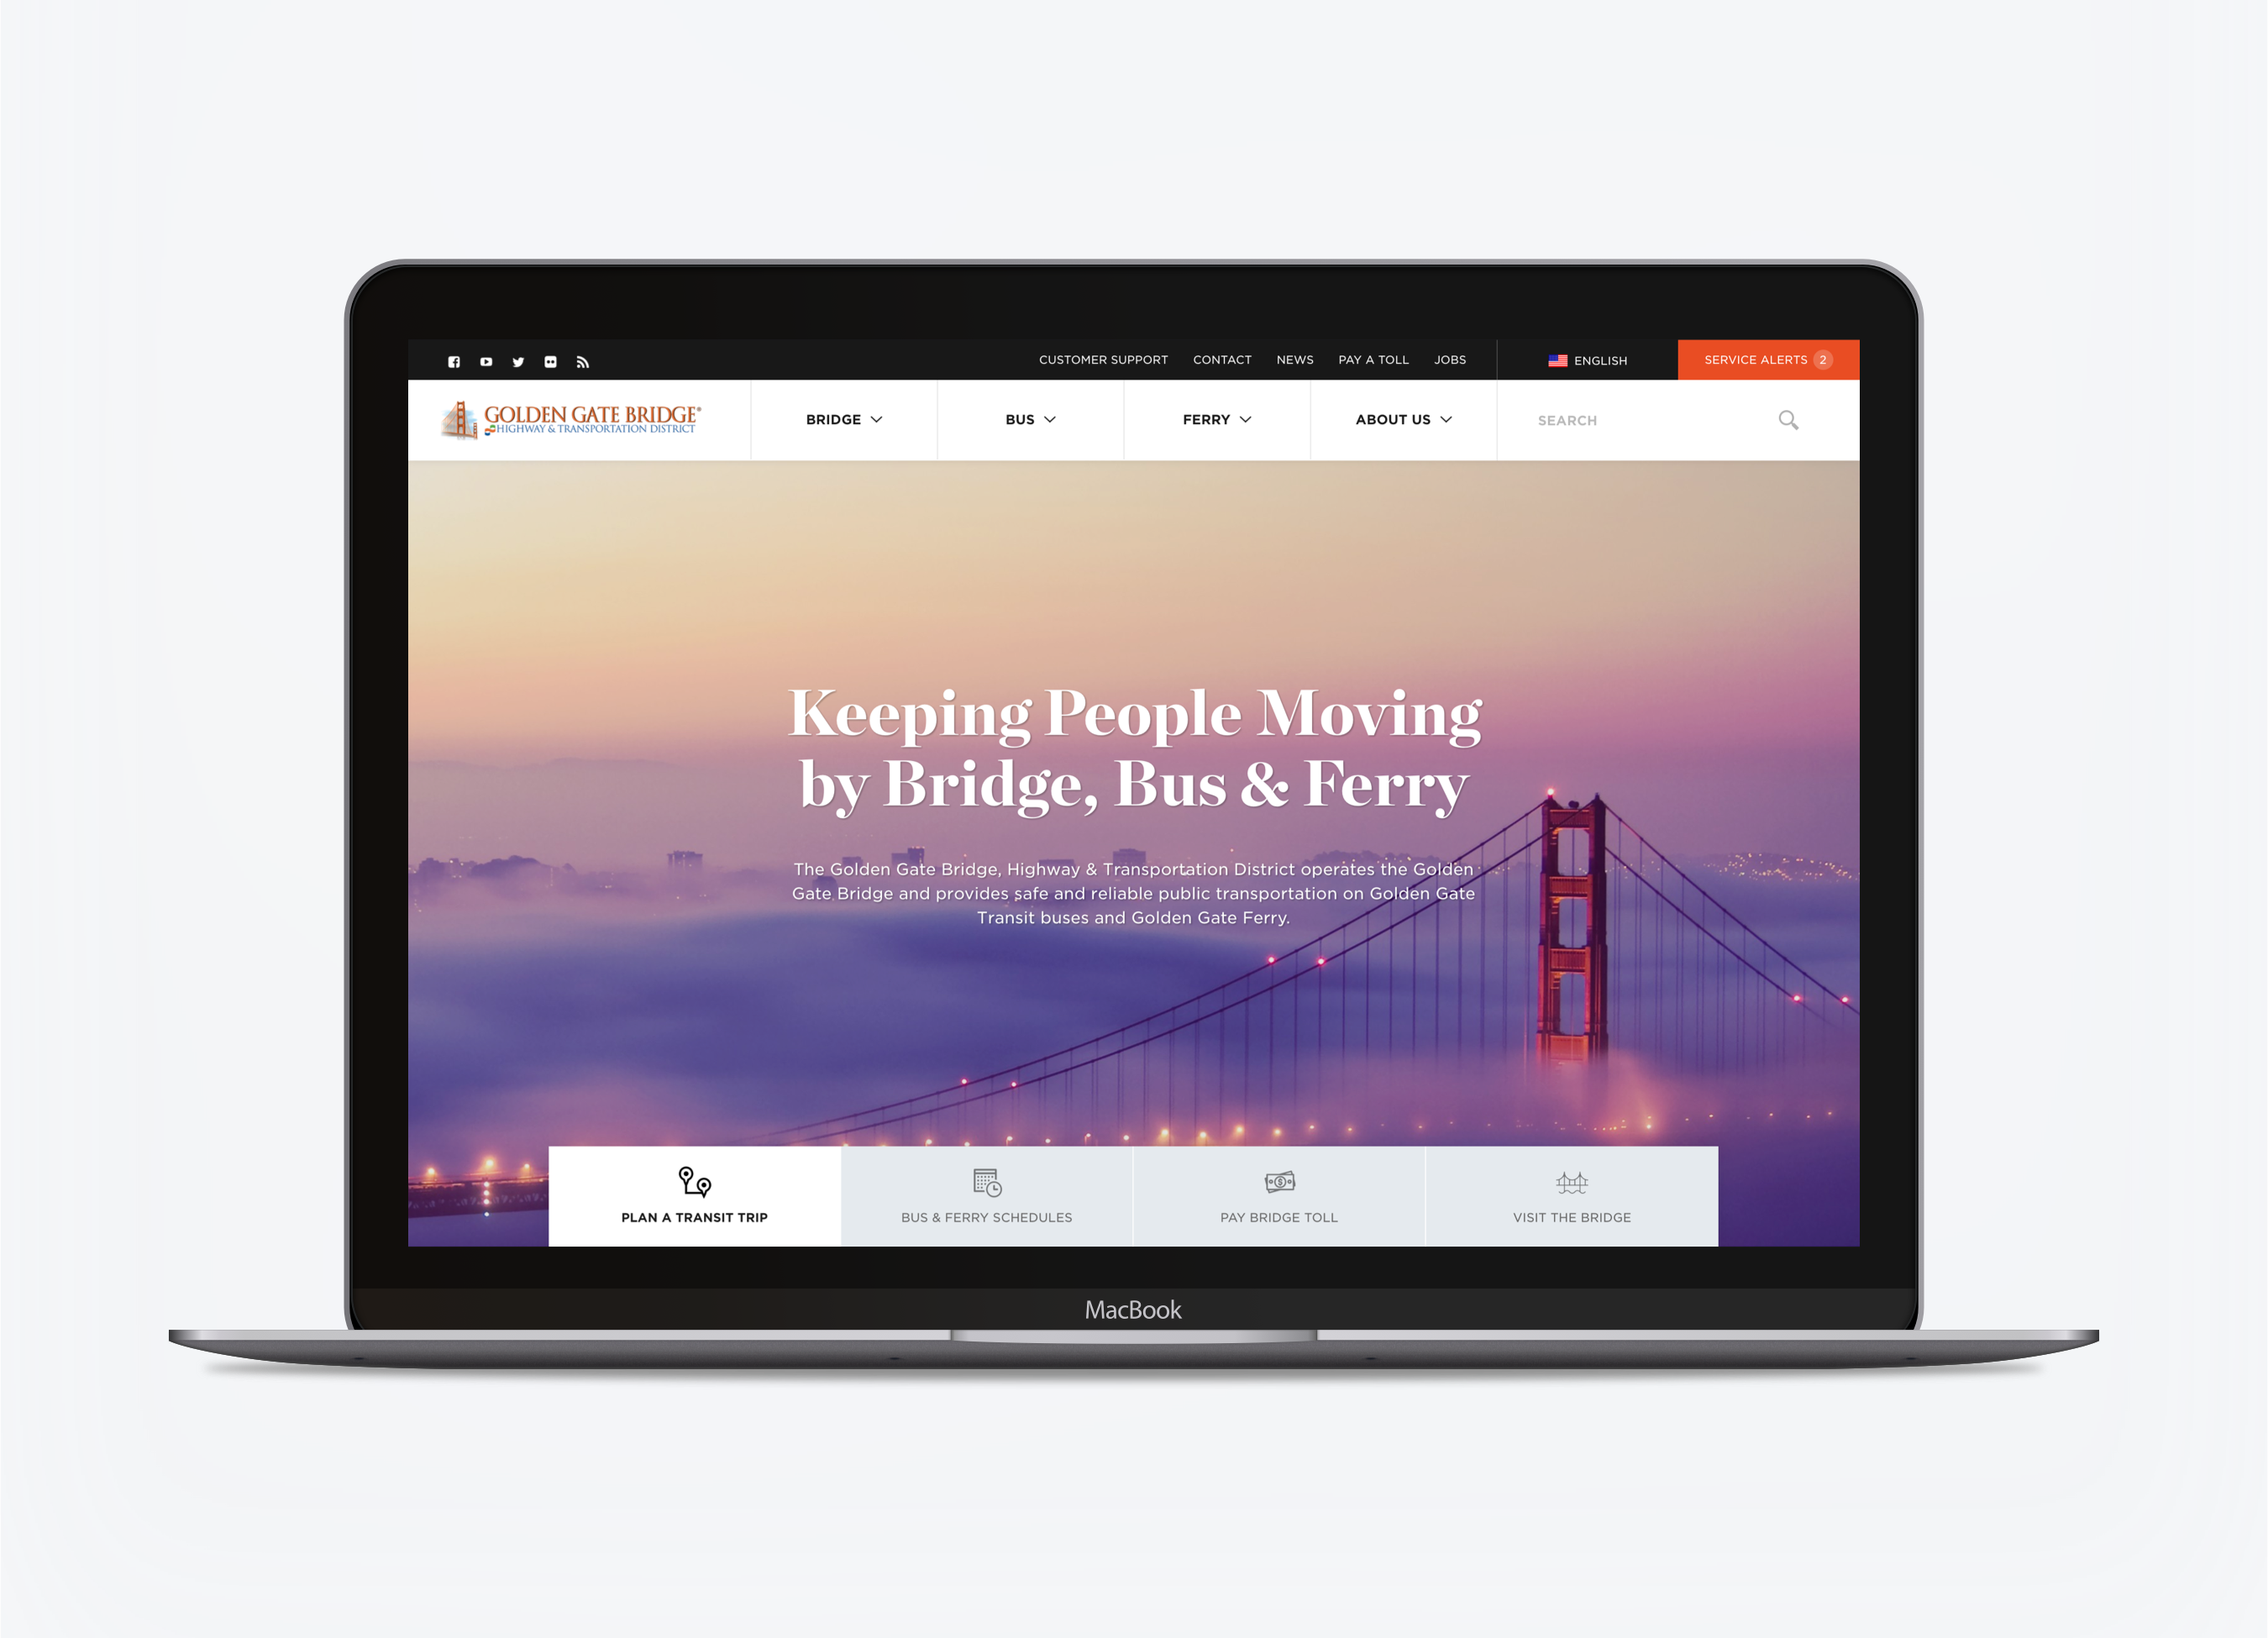 CUSTOMER SUPPORT CONTACT NEWS PAY A TOLL JOBS ENGLISH SERVICE ALERTS 2
GOLDEN GATE BRIDGE®
HIGHWAY & TRANSPORTATION DISTRICT
BRIDGE BUS FERRY ABOUT US SEARCH
Keeping People Moving
by Bridge, Bus & Ferry
The Golden Gate Bridge, Highway & Transportation District operates the Golden
Gate Bridge and provides safe and reliable public transportation on Golden Gate
Transit buses and Golden Gate Ferry.
PLAN A TRANSIT TRIP BUS & FERRY SCHEDULES PAY BRIDGE TOLL VISIT THE BRIDGE
MacBook